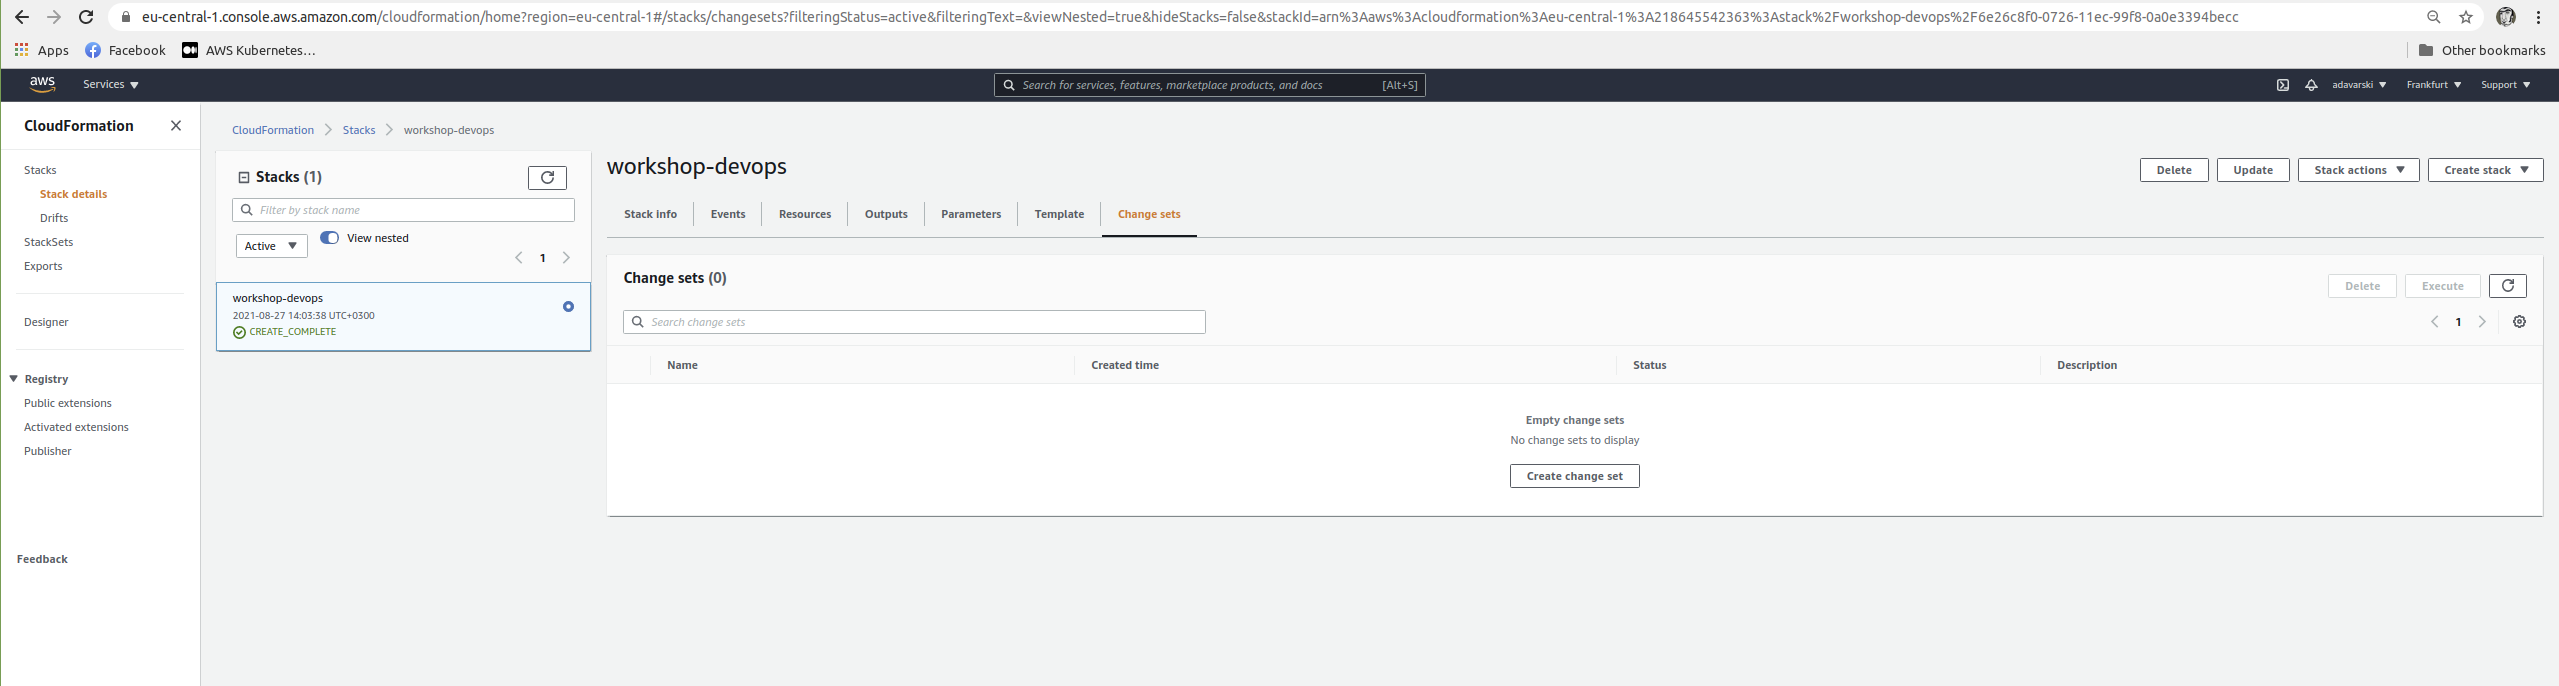 eu-central-1.console.aws.amazon.com/cloudformation/home?region=eu-central-1#/stacks/changesets?filteringStatus=active&filteringText=&viewNested=true&hideStacks=false&stackId=arn%3Aaws%3Acloudformation%3Aeu-central-1%3A218645542363%3Astack%2Fworkshop-devops%2F6e26c8f0-0726-11ec-99f8-0a0e3394becc
Apps Facebook AWS Kubernetes... Other bookmarks
aws Services Search for services, features, marketplace products, and docs [Alt+S] adavarski Frankfurt Support
CloudFormation
Stacks
Stack details
Drifts
StackSets
Exports
Designer
Registry
Public extensions
Activated extensions
Publisher
Feedback
CloudFormation Stacks workshop-devops
Stacks (1)
Filter by stack name
Active View nested
1
workshop-devops
2021-08-27 14:03:38 UTC+0300
CREATE_COMPLETE
workshop-devops
Delete Update Stack actions Create stack
Stack info Events Resources Outputs Parameters Template Change sets
Change sets (0)
Delete Execute
Search change sets
1
Name Created time Status Description
Empty change sets
No change sets to display
Create change set